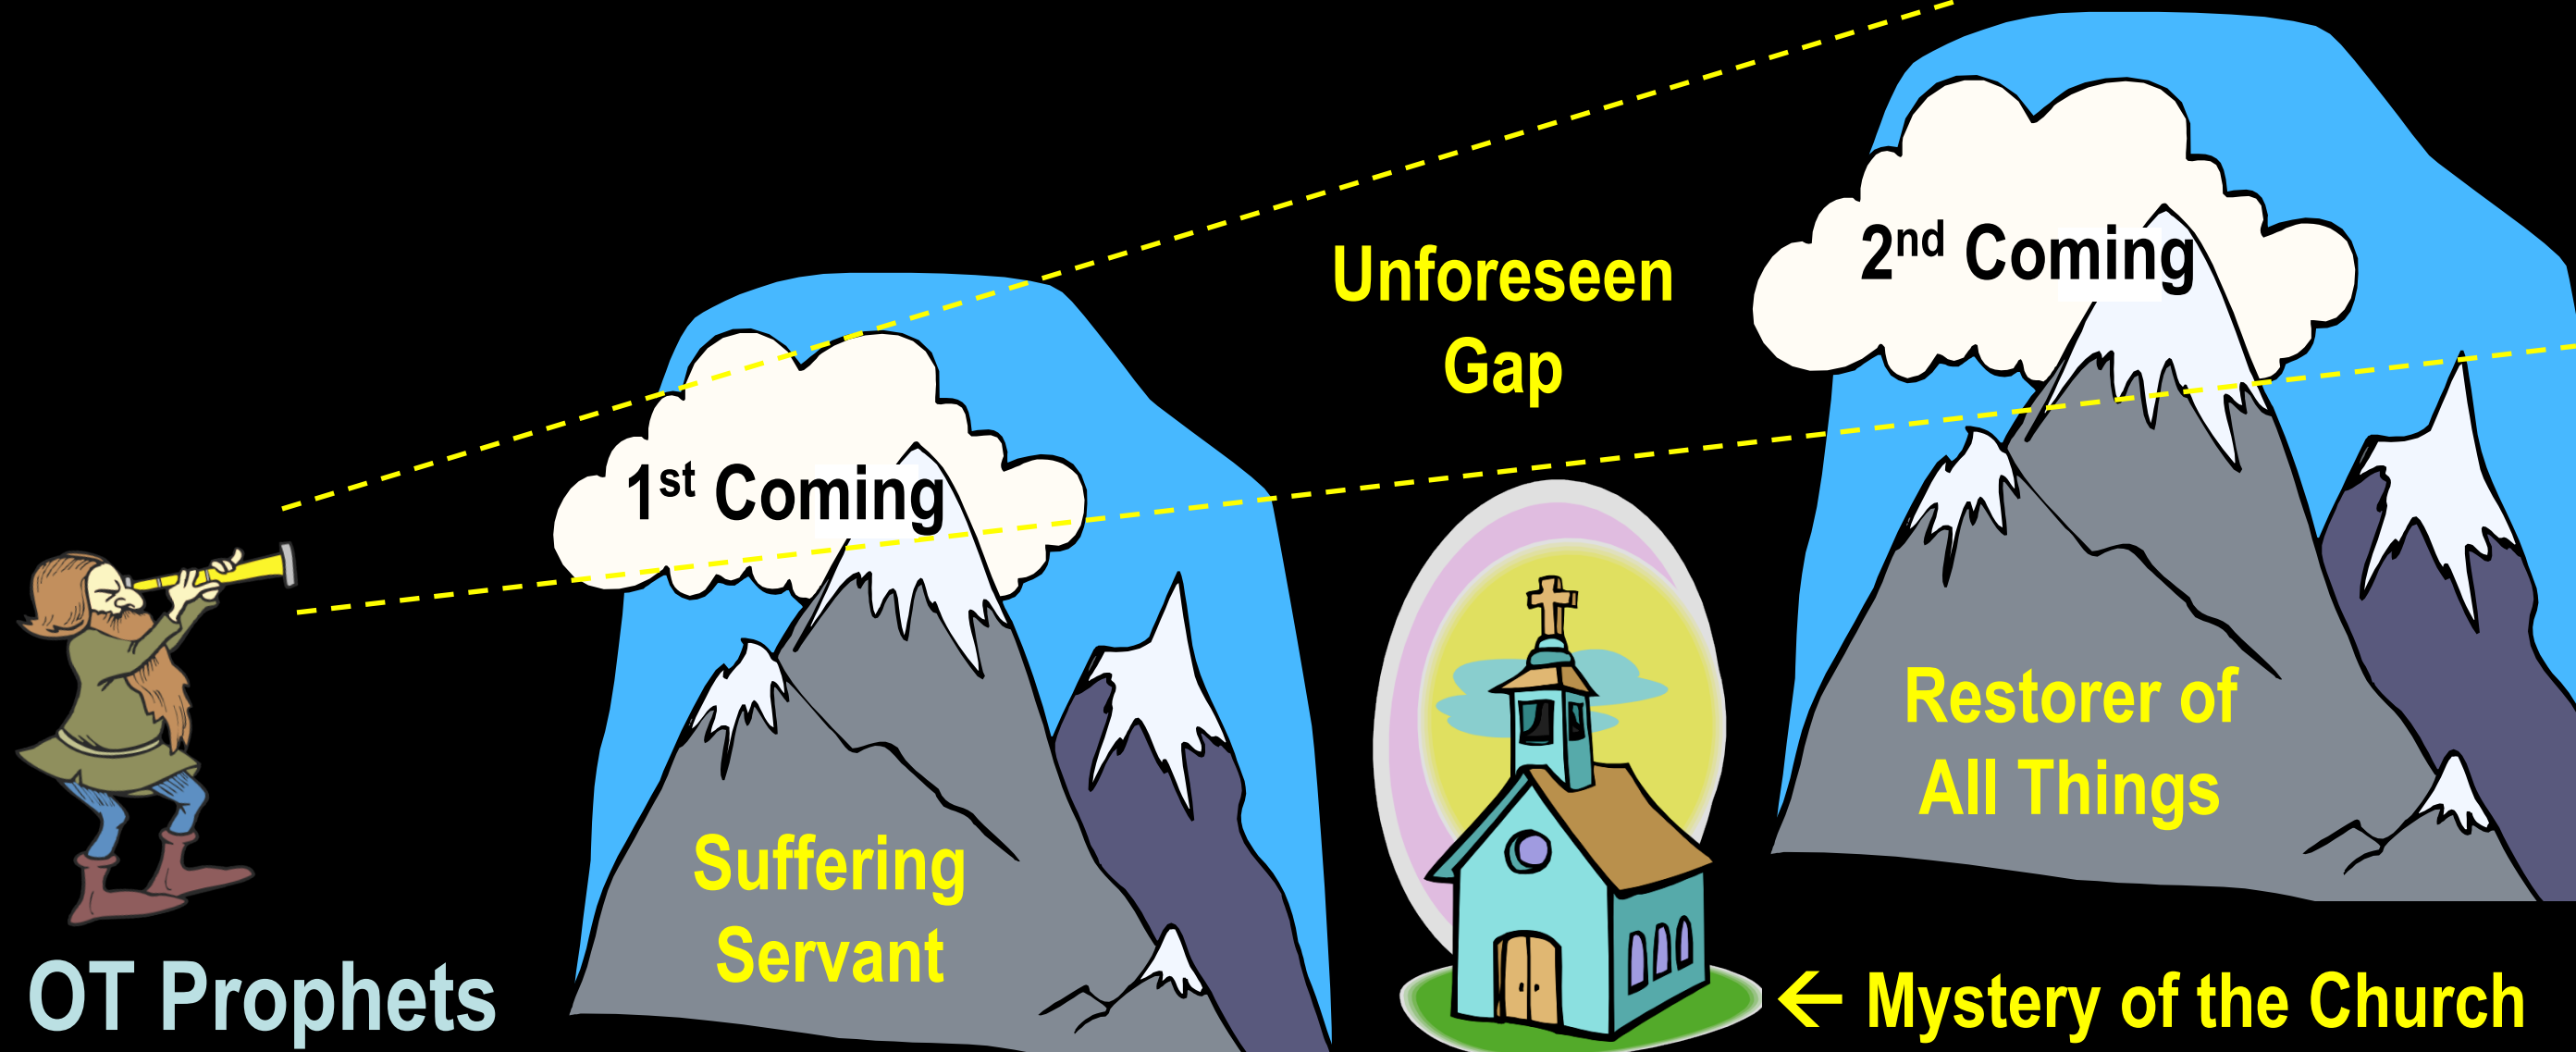 Unforeseen
Gap
2nd Coming
1st Coming
Restorer of
All Things
Suffering
Servant
OT Prophets
← Mystery of the Church